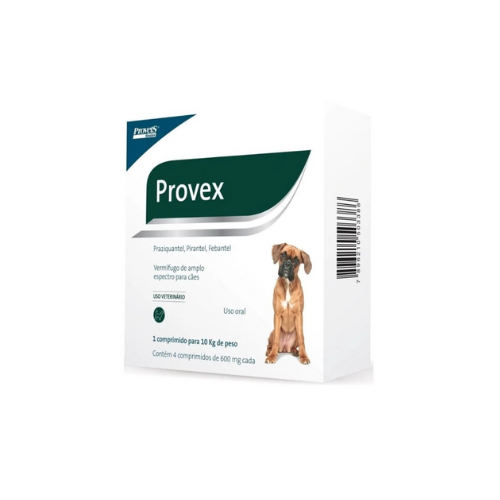 Provets
Provex
Praziquantel, Pirantel, Febantel
Vermífugo de amplo
espectro para cães
USO VETERINÁRIO
Uso oral
1 comprimido para 10 Kg de peso
Contém 4 comprimidos de 600 mg cada